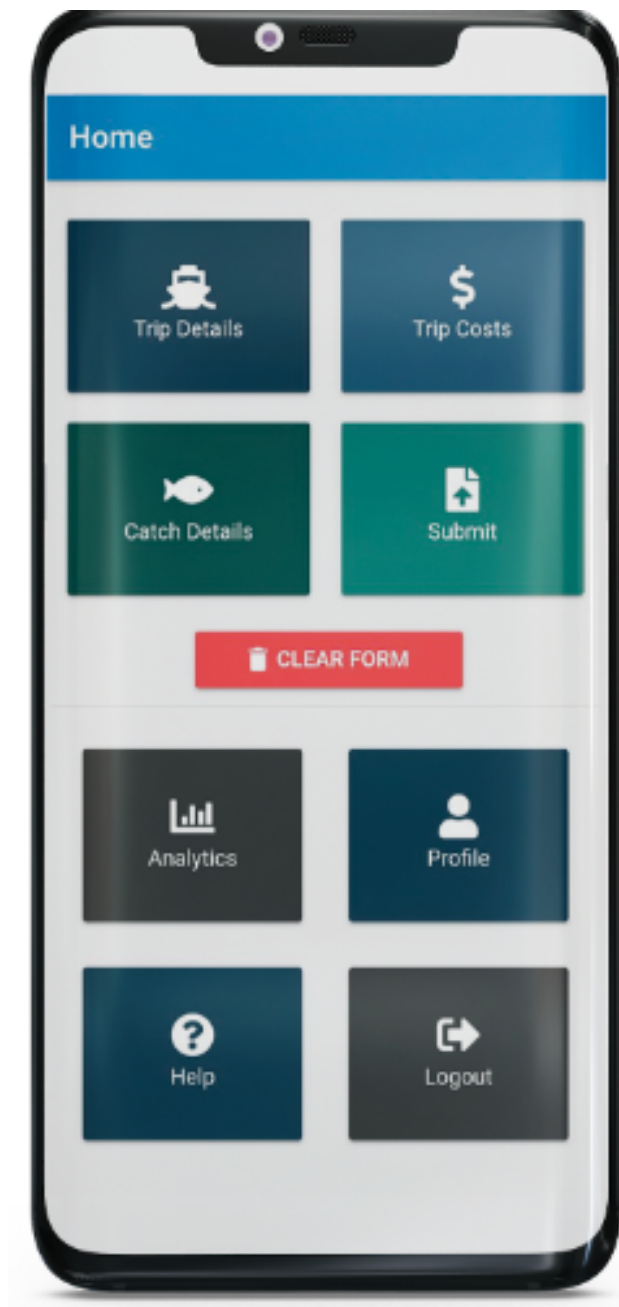 Home
Trip Details
Trip Costs
Catch Details
Submit
CLEAR FORM
Analytics
Profile
Help
Logout